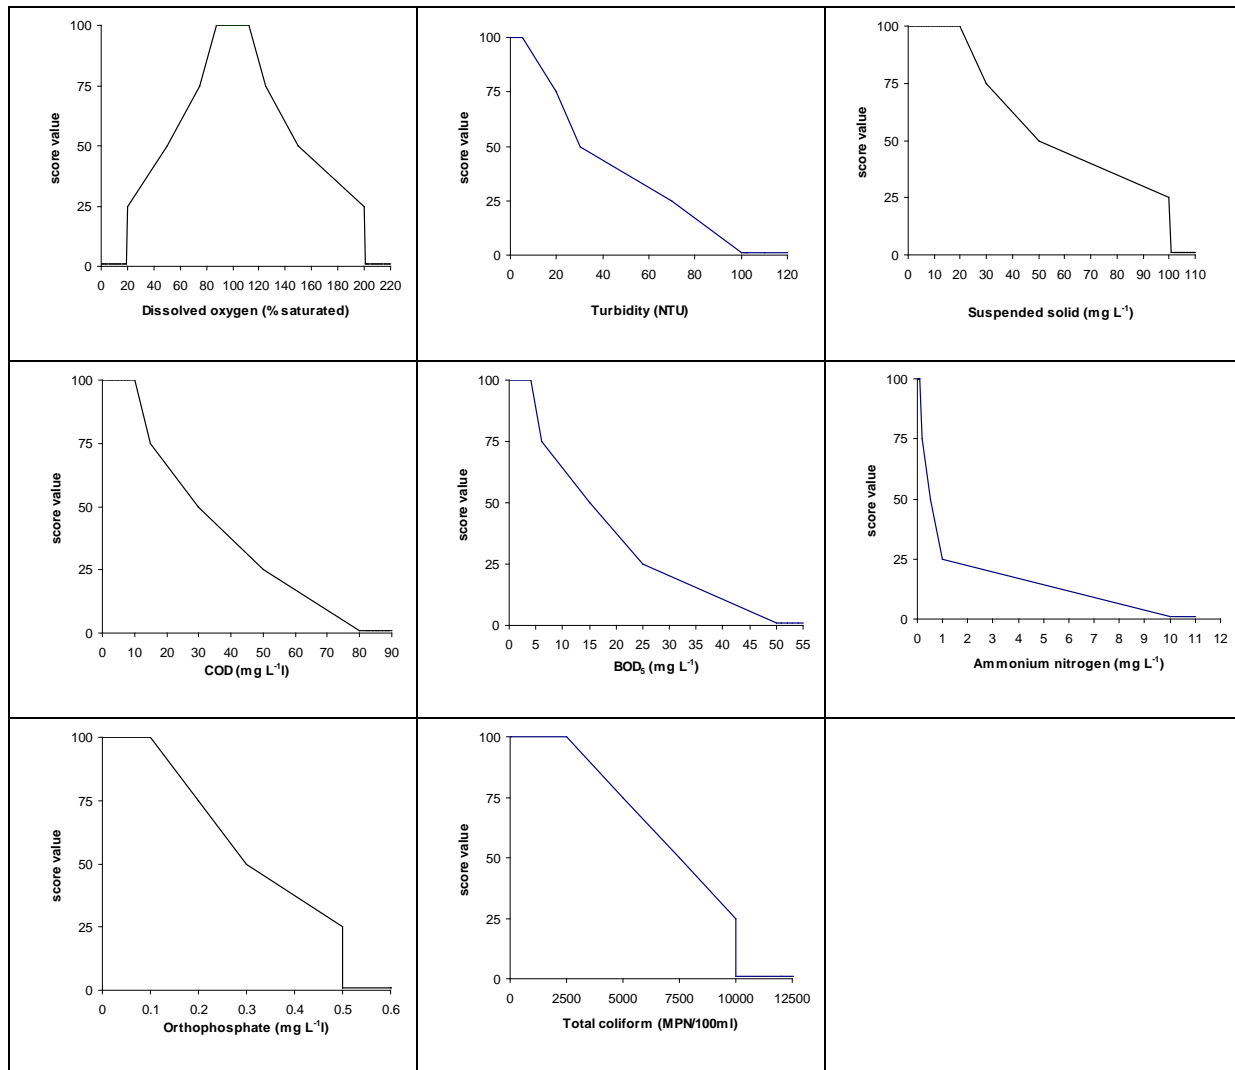 100
75
50
25
0
score value
0 20 40 60 80 100 120 140 160 180 200 220
Dissolved oxygen (% saturated)
100
75
50
25
0
score value
0 20 40 60 80 100 120
Turbidity (NTU)
100
75
50
25
0
score value
0 10 20 30 40 50 60 70 80 90 100 110
Suspended solid (mg L⁻¹)
100
75
50
25
0
score value
0 10 20 30 40 50 60 70 80 90
COD (mg L⁻¹l)
100
75
50
25
0
score value
0 5 10 15 20 25 30 35 40 45 50 55
BOD₅ (mg L⁻¹)
100
75
50
25
0
score value
0 1 2 3 4 5 6 7 8 9 10 11 12
Ammonium nitrogen (mg L⁻¹)
100
75
50
25
0
score value
0 0.1 0.2 0.3 0.4 0.5 0.6
Orthophosphate (mg L⁻¹l)
100
75
50
25
0
score value
0 2500 5000 7500 10000 12500
Total coliform (MPN/100ml)